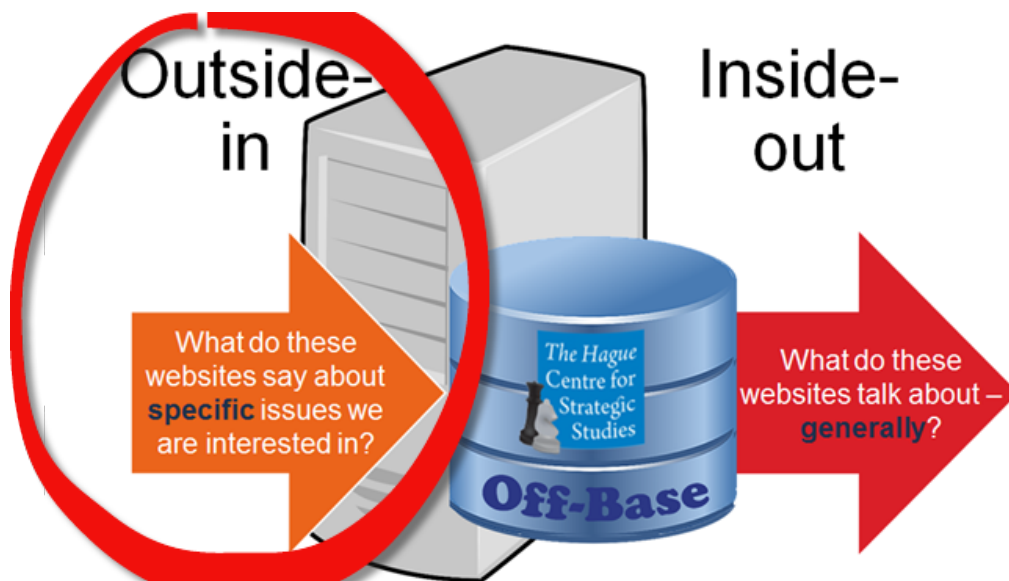 Outside-
in
What do these
websites say about
specific issues we
are interested in?
The Hague
Centre for
Strategic
Studies
Off-Base
Inside-
out
What do these
websites talk about –
generally?